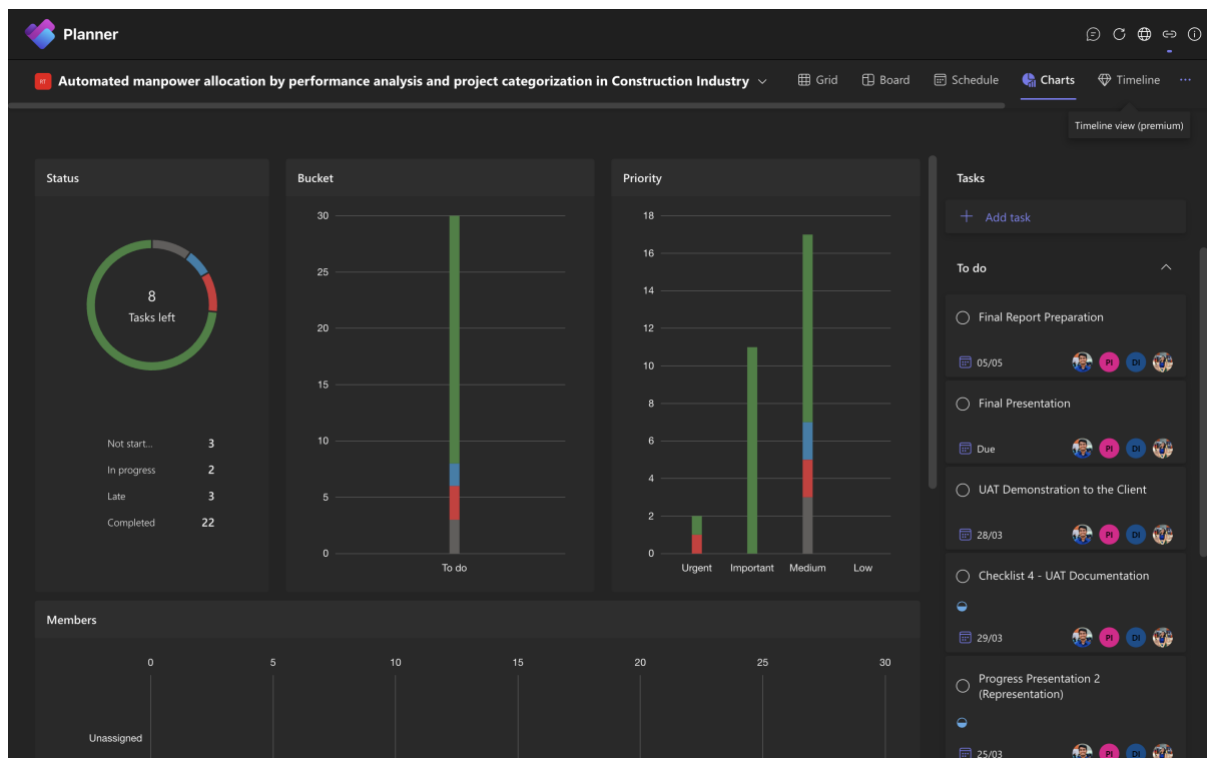 Planner
RT
Automated manpower allocation by performance analysis and project categorization in Construction Industry
Grid
Board
Schedule
Charts
Timeline
...
Timeline view (premium)
Status
8
Tasks left
Not start... 3
In progress 2
Late 3
Completed 22
Bucket
30
25
20
15
10
5
0
To do
Priority
18
16
14
12
10
8
6
4
2
0
Urgent Important Medium Low
Members
0 5 10 15 20 25 30
Unassigned
Tasks
+ Add task
To do
Final Report Preparation
05/05 PI DI
Final Presentation
Due PI DI
UAT Demonstration to the Client
28/03 PI DI
Checklist 4 - UAT Documentation
29/03 PI DI
Progress Presentation 2
(Representation)
25/03 PI DI